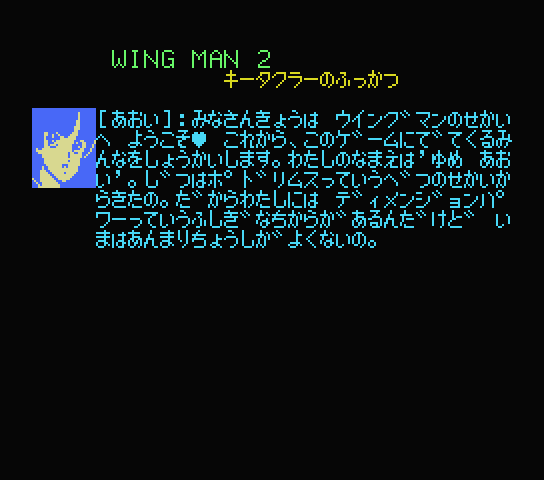 WING MAN 2
キータクラーのふっかつ
[あおい]:みなさんきょうは ウイングマンのせかい
へ ようこそ♥ これから、このゲームにでてくるみ
んなをしょうかいします。わたしのなまえは'ゆめ あお
い'。じつはポドリムスっていうべつのせかいか
らきたの。だからわたしには ディメンジョンパ
ワーっていうふしぎなちからがあるんだけど い
まはあんまりちょうしがよくないの。